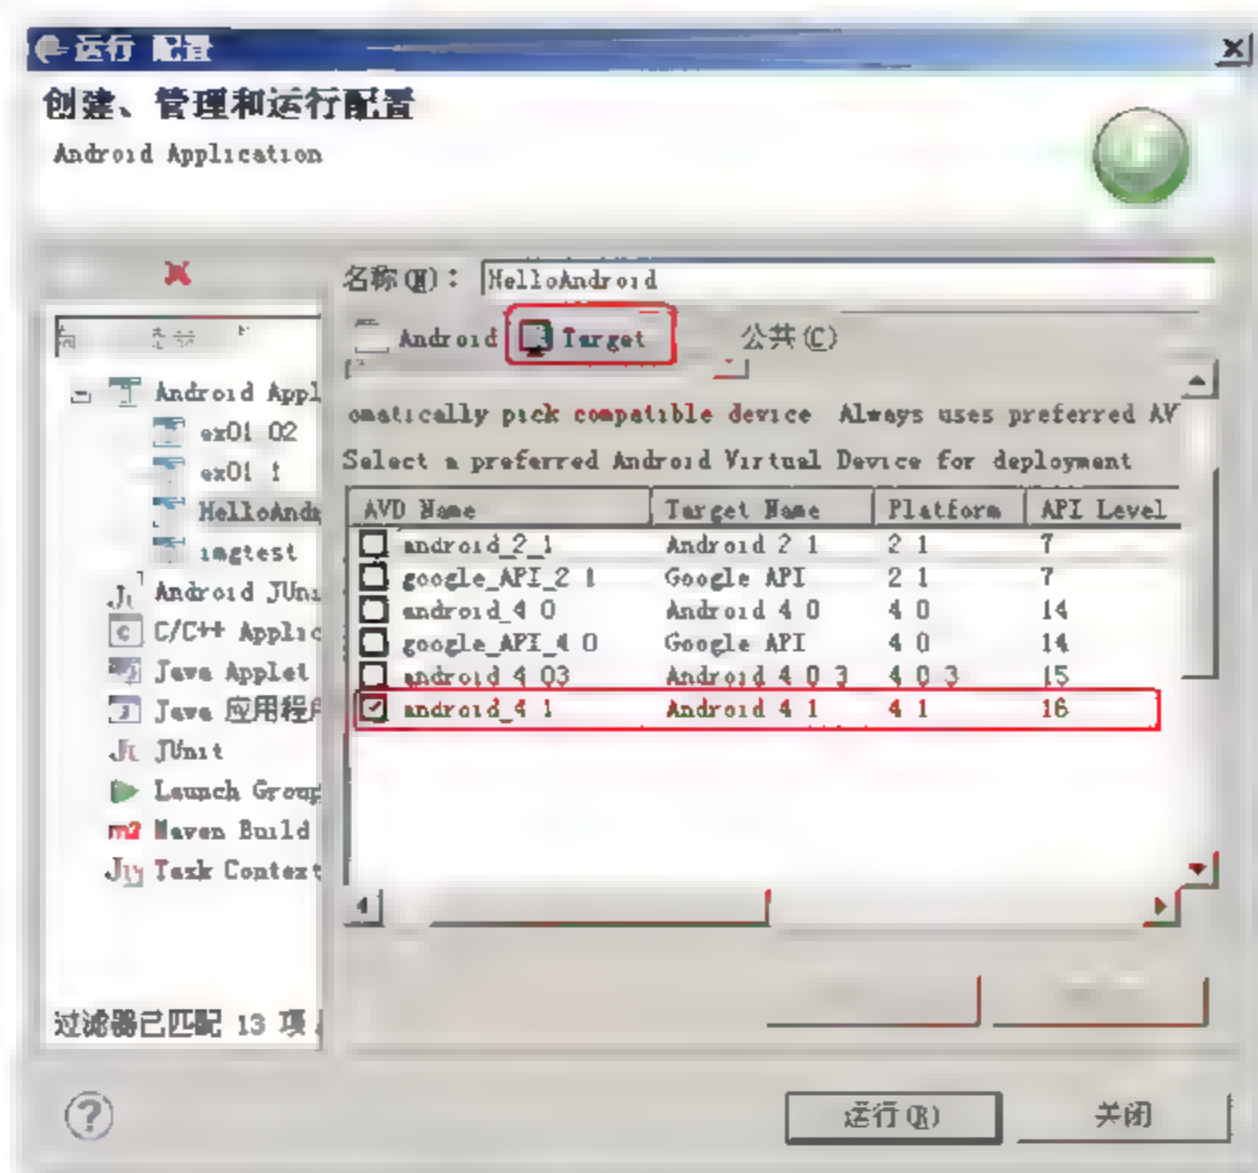 运行 配置
创建、管理和运行配置
Android Application
名称(N): HelloAndroid
Android Target 公共(C)
Android Appl
ex01_02
ex01_1
HelloAndr
imgtest
Android JUni
C/C++ Applic
Java Applet
Java 应用程序
JUnit
Launch Group
m2 Maven Build
Task Context
过滤器已匹配 13 项
omatically pick compatible device Always uses preferred AV
Select a preferred Android Virtual Device for deployment
AVD Name Target Name Platform API Level
android_2_1 Android 2.1 2.1 7
google_API_2.1 Google API 2.1 7
android_4.0 Android 4.0 4.0 14
google_API_4.0 Google API 4.0 14
android_4.03 Android 4.0.3 4.0.3 15
android_4.1 Android 4.1 4.1 16
运行(R) 关闭